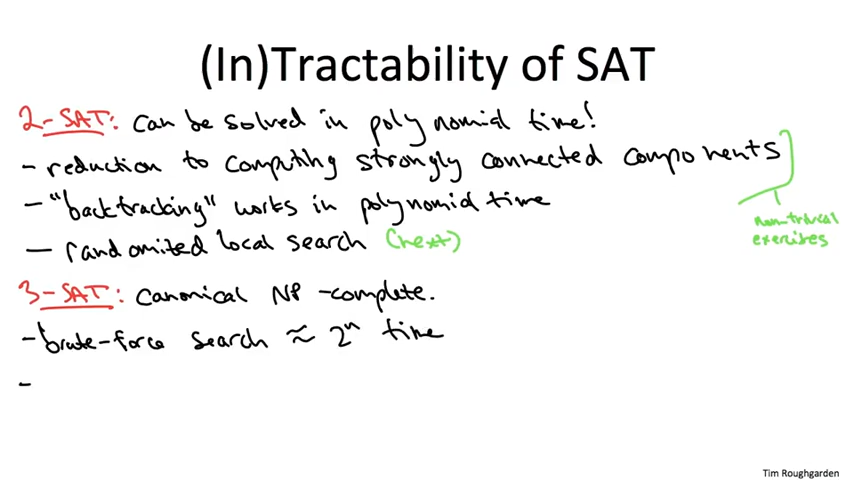 (In)Tractability of SAT
2-SAT: can be solved in polynomial time!
- reduction to computing strongly connected components
- "backtracking" works in polynomial time
- randomized local search (next)
non-trivial
exercises
3-SAT: canonical NP-complete.
- brute-force search ≈ 2ⁿ time
-
Tim Roughgarden